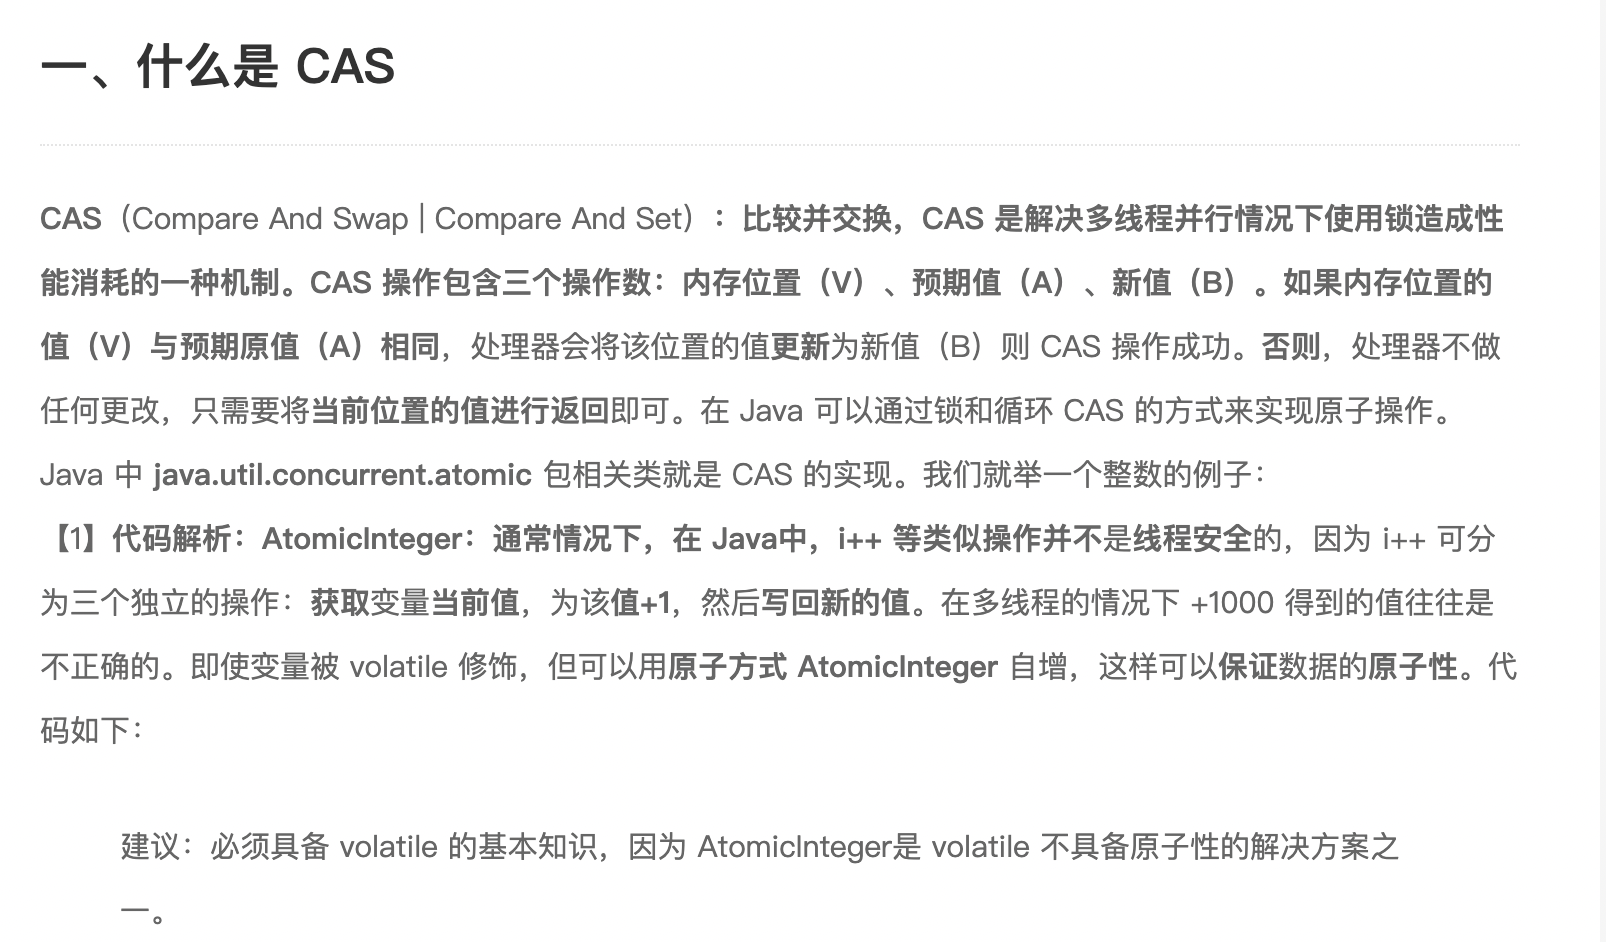 一、什么是 CAS
CAS（Compare And Swap | Compare And Set）：比较并交换，CAS 是解决多线程并行情况下使用锁造成性
能消耗的一种机制。CAS 操作包含三个操作数：内存位置（V）、预期值（A）、新值（B）。如果内存位置的
值（V）与预期原值（A）相同，处理器会将该位置的值更新为新值（B）则 CAS 操作成功。否则，处理器不做
任何更改，只需要将当前位置的值进行返回即可。在 Java 可以通过锁和循环 CAS 的方式来实现原子操作。
Java 中 java.util.concurrent.atomic 包相关类就是 CAS 的实现。我们就举一个整数的例子：
【1】代码解析：AtomicInteger：通常情况下，在 Java中，i++ 等类似操作并不是线程安全的，因为 i++ 可分
为三个独立的操作：获取变量当前值，为该值+1，然后写回新的值。在多线程的情况下 +1000 得到的值往往是
不正确的。即使变量被 volatile 修饰，但可以用原子方式 AtomicInteger 自增，这样可以保证数据的原子性。代
码如下：
建议：必须具备 volatile 的基本知识，因为 AtomicInteger是 volatile 不具备原子性的解决方案之
一。